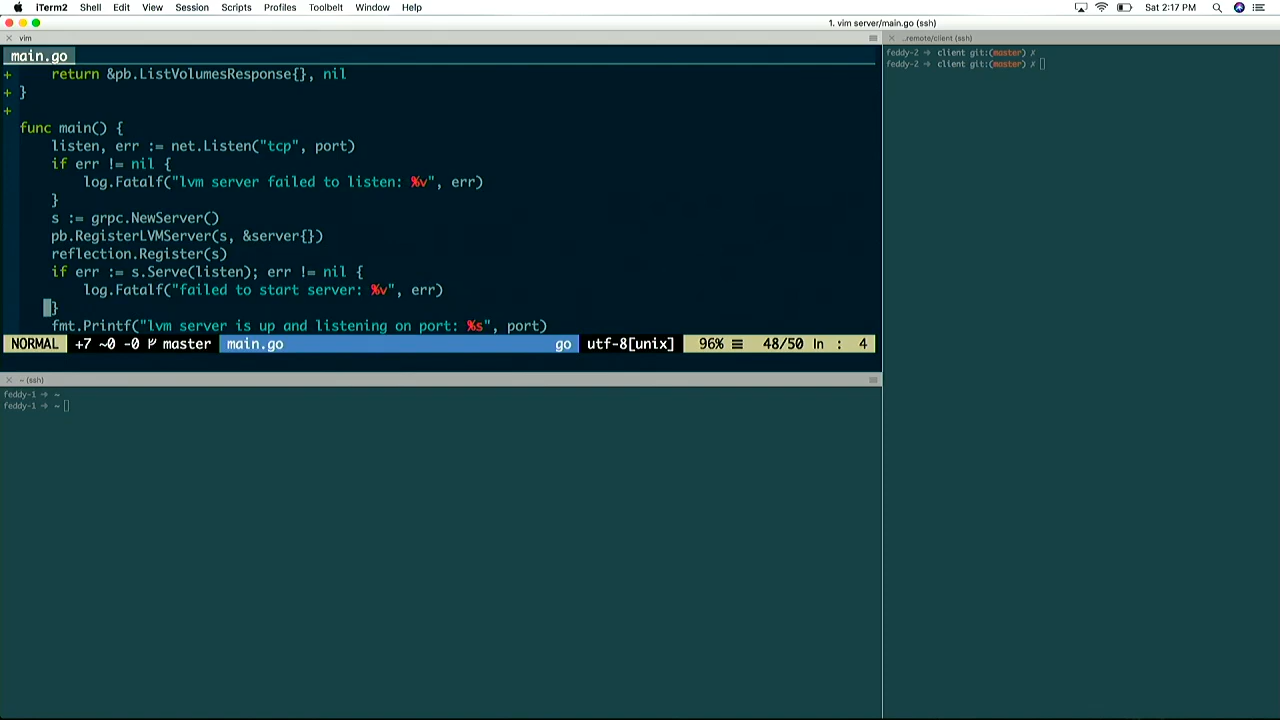 iTerm2 Shell Edit View Session Scripts Profiles Toolbelt Window Help Sat 2:17 PM
1. vim server/main.go (ssh)
vim
main.go
+ return &pb.ListVolumesResponse{}, nil
+ }
+
func main() {
listen, err := net.Listen("tcp", port)
if err != nil {
log.Fatalf("lvm server failed to listen: %v", err)
}
s := grpc.NewServer()
pb.RegisterLVMServer(s, &server{})
reflection.Register(s)
if err := s.Serve(listen); err != nil {
log.Fatalf("failed to start server: %v", err)
}
fmt.Printf("lvm server is up and listening on port: %s", port)
NORMAL +7 ~0 -0 master main.go go utf-8[unix] 96% ☰ 48/50 ln : 4
~ (ssh)
feddy-1 → ~
feddy-1 → ~
..remote/client (ssh)
feddy-2 → client git:(master) ✗
feddy-2 → client git:(master) ✗